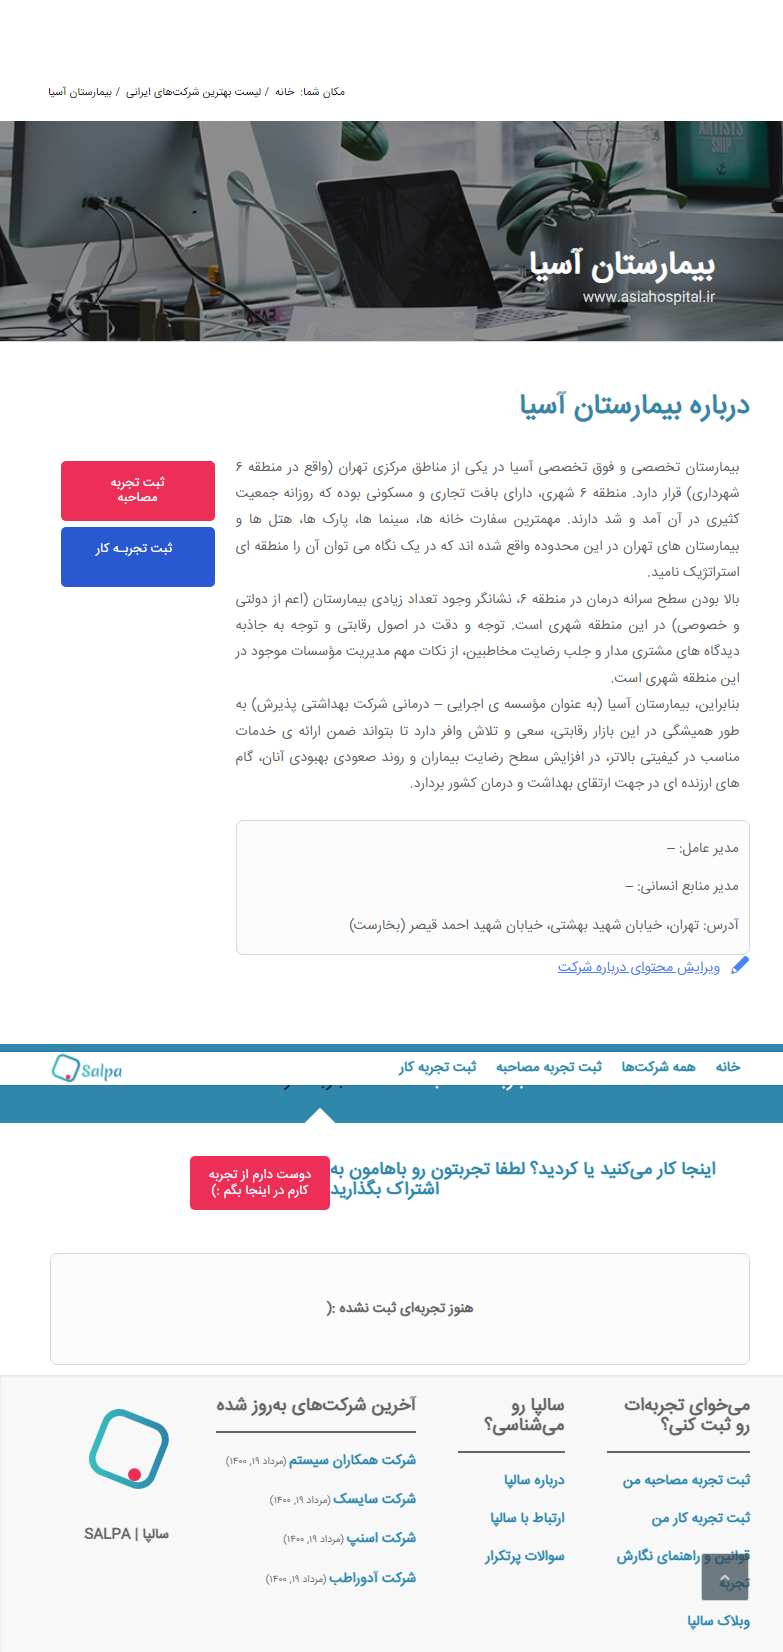 مکان شما: خانه / لیست بهترین شرکت‌های ایرانی / بیمارستان آسیا
ARTISTS
SHIP
بیمارستان آسیا
www.asiahospital.ir
درباره بیمارستان آسیا
ثبت تجربه
مصاحبه
ثبت تجربـه کار
بیمارستان تخصصی و فوق تخصصی آسیا در یکی از مناطق مرکزی تهران (واقع در منطقه ۶
شهرداری) قرار دارد. منطقه ۶ شهری، دارای بافت تجاری و مسکونی بوده که روزانه جمعیت
کثیری در آن آمد و شد دارند. مهمترین سفارت خانه ها، سینما ها، پارک ها، هتل ها و
بیمارستان های تهران در این محدوده واقع شده اند که در یک نگاه می توان آن را منطقه ای
استراتژیک نامید.
بالا بودن سطح سرانه درمان در منطقه ۶، نشانگر وجود تعداد زیادی بیمارستان (اعم از دولتی
و خصوصی) در این منطقه شهری است. توجه و دقت در اصول رقابتی و توجه به جاذبه
دیدگاه های مشتری مدار و جلب رضایت مخاطبین، از نکات مهم مدیریت مؤسسات موجود در
این منطقه شهری است.
بنابراین، بیمارستان آسیا (به عنوان مؤسسه ی اجرایی – درمانی شرکت بهداشتی پذیرش) به
طور همیشگی در این بازار رقابتی، سعی و تلاش وافر دارد تا بتواند ضمن ارائه ی خدمات
مناسب در کیفیتی بالاتر، در افزایش سطح رضایت بیماران و روند صعودی بهبودی آنان، گام
های ارزنده ای در جهت ارتقای بهداشت و درمان کشور بردارد.
مدیر عامل: –
مدیر منابع انسانی: –
آدرس: تهران، خیابان شهید بهشتی، خیابان شهید احمد قیصر (بخارست)
ویرایش محتوای درباره شرکت
خانه همه شرکت‌ها ثبت تجربه مصاحبه ثبت تجربه کار Salpa
اینجا کار می‌کنید یا کردید؟ لطفا تجربتون رو باهامون به
اشتراک بگذارید
دوست دارم از تجربه
کارم در اینجا بگم :)
هنوز تجربه‌ای ثبت نشده :(
می‌خوای تجربه‌ات
رو ثبت کنی؟
ثبت تجربه مصاحبه من
ثبت تجربه کار من
قوانین و راهنمای نگارش
تجربه
وبلاک سالپا
سالپا رو
می‌شناسی؟
درباره سالپا
ارتباط با سالپا
سوالات پرتکرار
آخرین شرکت‌های به‌روز شده
شرکت همکاران سیستم (مرداد ۱۹, ۱۴۰۰)
شرکت سایسک (مرداد ۱۹, ۱۴۰۰)
شرکت اسنپ (مرداد ۱۹, ۱۴۰۰)
شرکت آدوراطب (مرداد ۱۹, ۱۴۰۰)
سالپا | SALPA